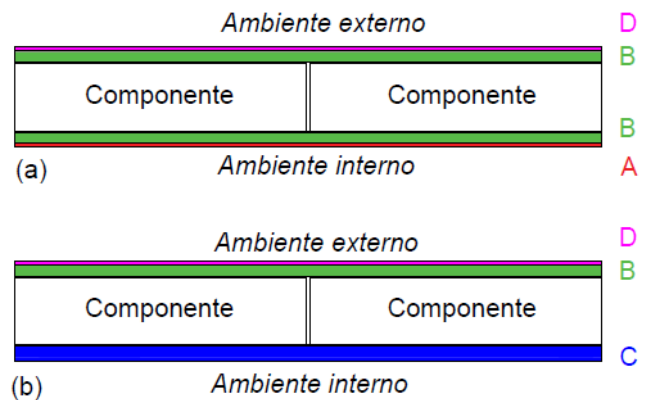 Ambiente externo D
B
Componente Componente
B
Ambiente interno A
(a)
D
Ambiente externo B
Componente Componente
C
(b) Ambiente interno